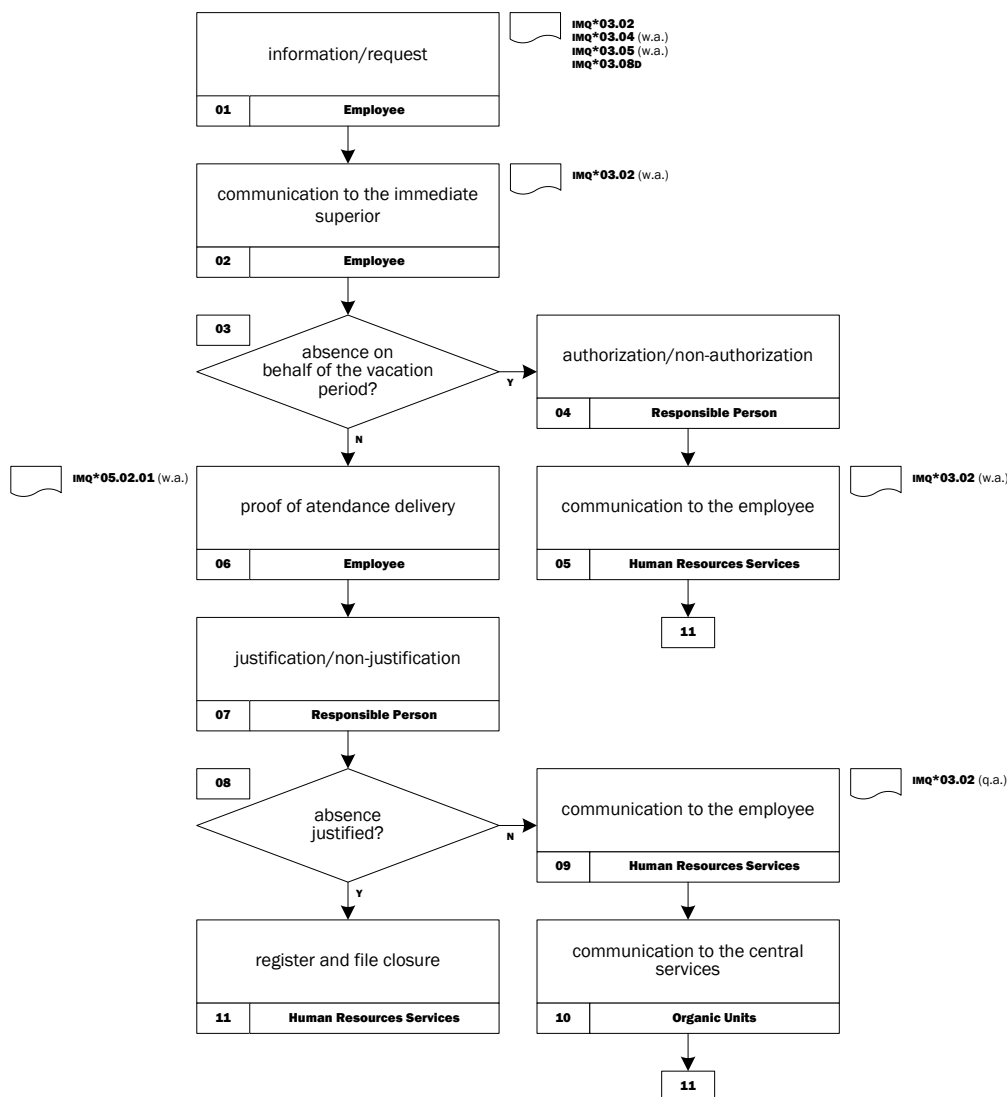 information/request
01 Employee
IMQ*03.02
IMQ*03.04 (w.a.)
IMQ*03.05 (w.a.)
IMQ*03.08D
communication to the immediate
superior
02 Employee
IMQ*03.02 (w.a.)
03
absence on
behalf of the vacation
period?
Y
N
authorization/non-authorization
04 Responsible Person
IMQ*05.02.01 (w.a.)
proof of atendance delivery
06 Employee
communication to the employee
05 Human Resources Services
IMQ*03.02 (w.a.)
11
justification/non-justification
07 Responsible Person
08
absence
justified?
N
Y
communication to the employee
09 Human Resources Services
IMQ*03.02 (q.a.)
register and file closure
11 Human Resources Services
communication to the central
services
10 Organic Units
11